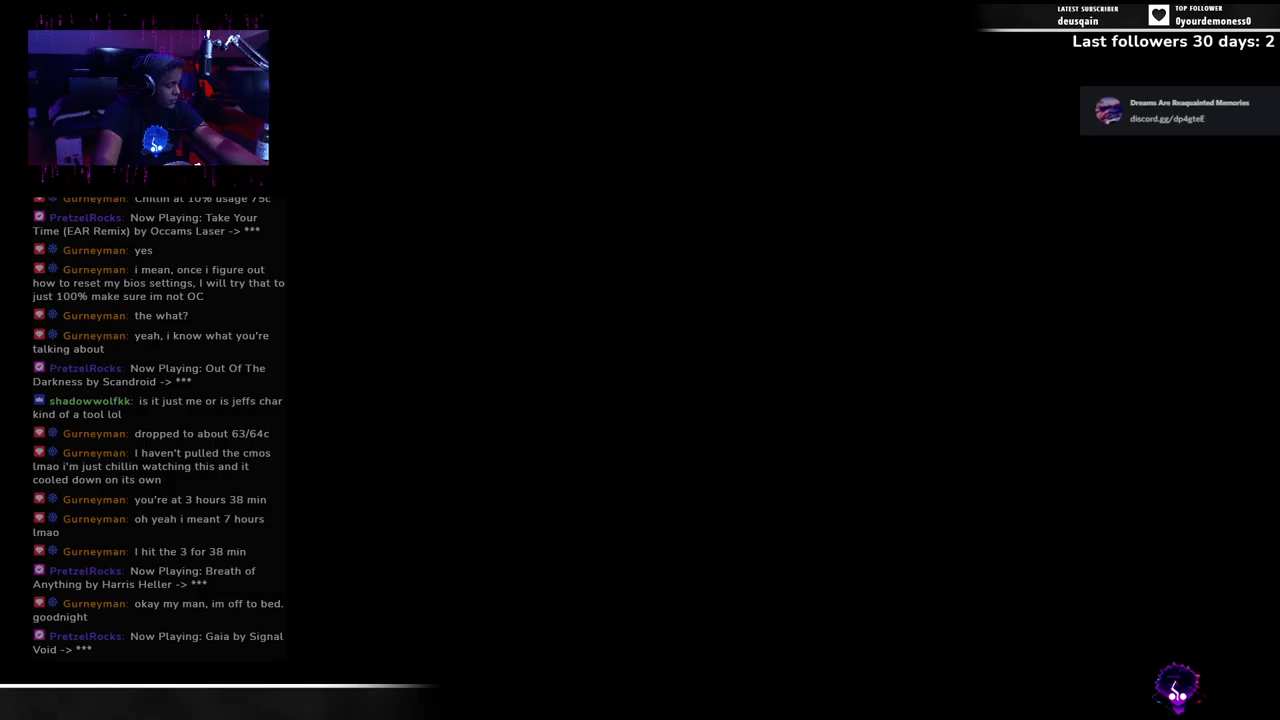 LATEST SUBSCRIBER
deusqain
TOP FOLLOWER
0yourdemoness0
Last followers 30 days: 2
Dreams Are Reaquainted Memories
discord.gg/dp4gteE
Gurneyman: Chillin at 10% usage 75c
PretzelRocks: Now Playing: Take Your
Time (EAR Remix) by Occams Laser -> ***
Gurneyman: yes
Gurneyman: i mean, once i figure out
how to reset my bios settings, I will try that to
just 100% make sure im not OC
Gurneyman: the what?
Gurneyman: yeah, i know what you're
talking about
PretzelRocks: Now Playing: Out Of The
Darkness by Scandroid -> ***
shadowwolfkk: is it just me or is jeffs char
kind of a tool lol
Gurneyman: dropped to about 63/64c
Gurneyman: I haven't pulled the cmos
lmao i'm just chillin watching this and it
cooled down on its own
Gurneyman: you're at 3 hours 38 min
Gurneyman: oh yeah i meant 7 hours
lmao
Gurneyman: I hit the 3 for 38 min
PretzelRocks: Now Playing: Breath of
Anything by Harris Heller -> ***
Gurneyman: okay my man, im off to bed.
goodnight
PretzelRocks: Now Playing: Gaia by Signal
Void -> ***